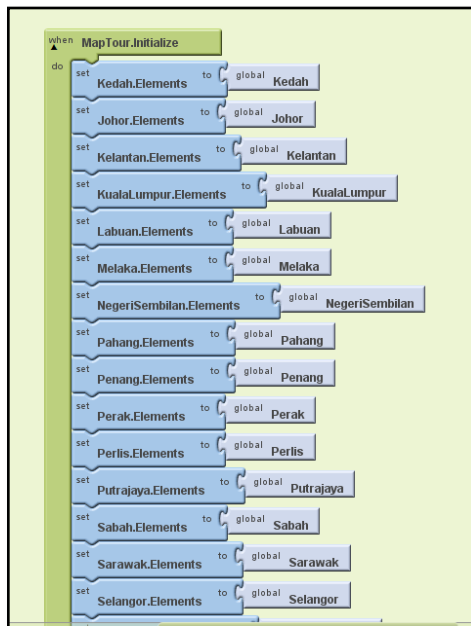 when MapTour.Initialize
do
set Kedah.Elements to global Kedah
set Johor.Elements to global Johor
set Kelantan.Elements to global Kelantan
set KualaLumpur.Elements to global KualaLumpur
set Labuan.Elements to global Labuan
set Melaka.Elements to global Melaka
set NegeriSembilan.Elements to global NegeriSembilan
set Pahang.Elements to global Pahang
set Penang.Elements to global Penang
set Perak.Elements to global Perak
set Perlis.Elements to global Perlis
set Putrajaya.Elements to global Putrajaya
set Sabah.Elements to global Sabah
set Sarawak.Elements to global Sarawak
set Selangor.Elements to global Selangor